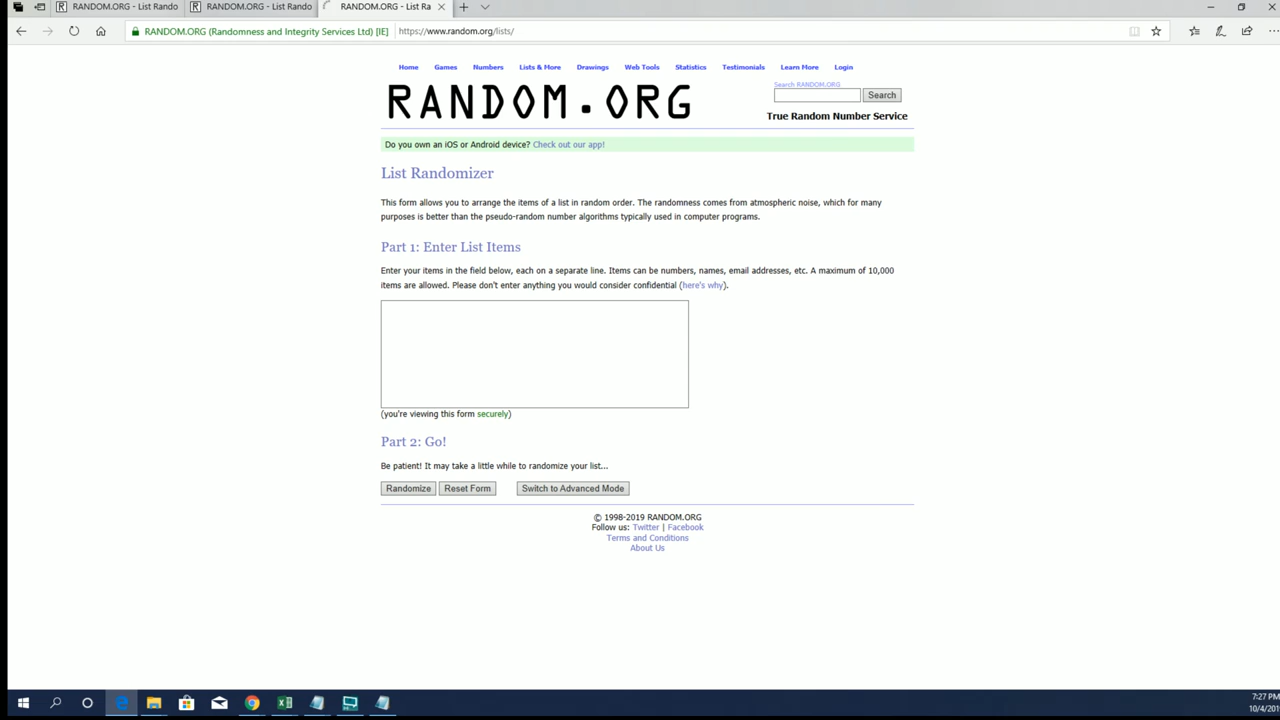 RANDOM.ORG - List Rando
RANDOM.ORG - List Rando
RANDOM.ORG - List Ra
RANDOM.ORG (Randomness and Integrity Services Ltd) [IE]
https://www.random.org/lists/
Home Games Numbers Lists & More Drawings Web Tools Statistics Testimonials Learn More Login
RANDOM.ORG
Search RANDOM.ORG
Search
True Random Number Service
Do you own an iOS or Android device? Check out our app!
List Randomizer
This form allows you to arrange the items of a list in random order. The randomness comes from atmospheric noise, which for many
purposes is better than the pseudo-random number algorithms typically used in computer programs.
Part 1: Enter List Items
Enter your items in the field below, each on a separate line. Items can be numbers, names, email addresses, etc. A maximum of 10,000
items are allowed. Please don't enter anything you would consider confidential (here's why).
(you're viewing this form securely)
Part 2: Go!
Be patient! It may take a little while to randomize your list...
Randomize Reset Form Switch to Advanced Mode
© 1998-2019 RANDOM.ORG
Follow us: Twitter | Facebook
Terms and Conditions
About Us
7:27 PM
10/4/201